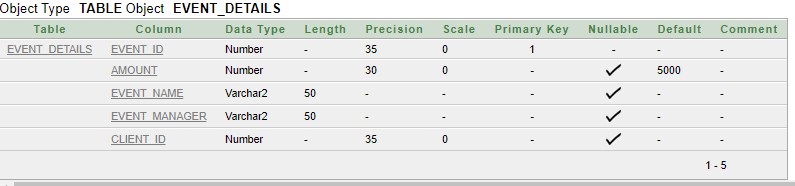 Object Type TABLE Object EVENT_DETAILS
Table Column Data Type Length Precision Scale Primary Key Nullable Default Comment
EVENT_DETAILS EVENT_ID Number - 35 0 1 - - -
AMOUNT Number - 30 0 - ✓ 5000 -
EVENT_NAME Varchar2 50 - - - ✓ - -
EVENT_MANAGER Varchar2 50 - - - ✓ - -
CLIENT_ID Number - 35 0 - ✓ - -
1 - 5